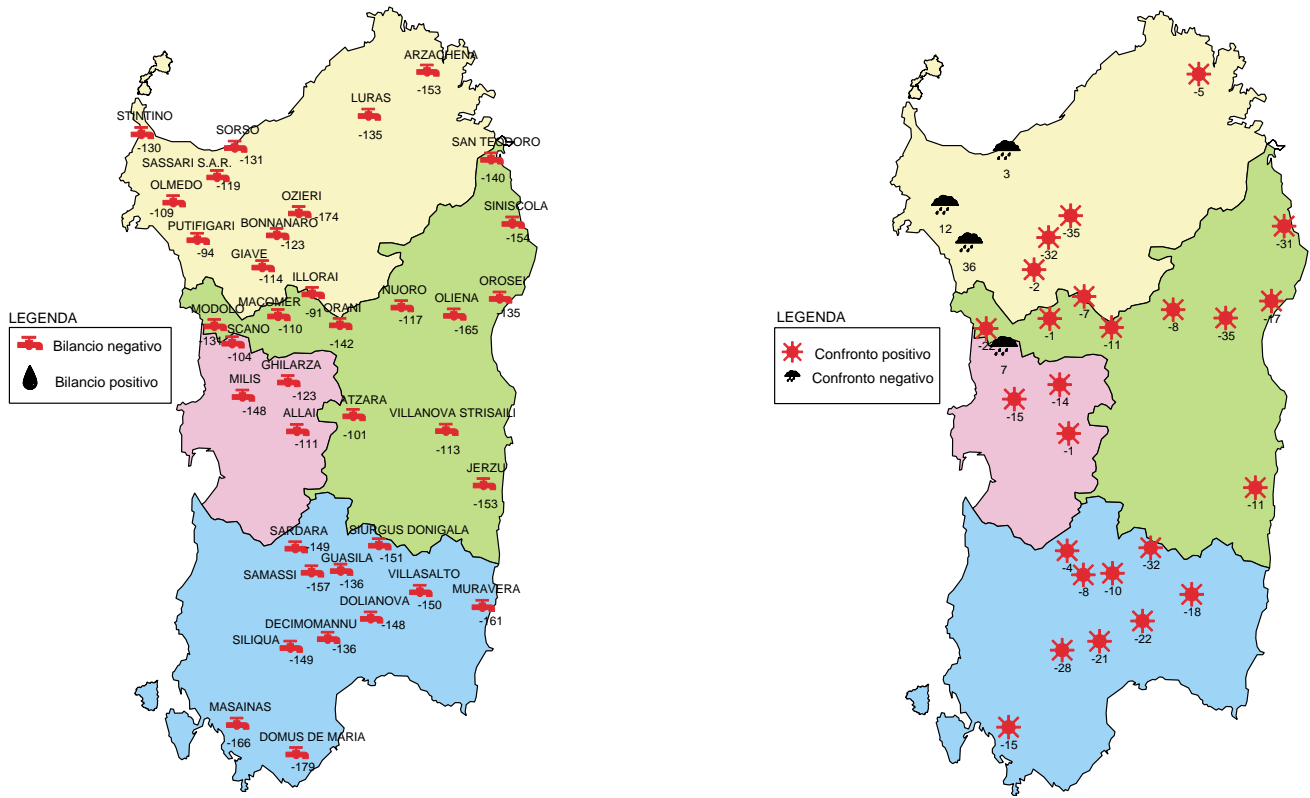 ARZACHENA
-153
LURAS
-135
STINTINO
-130
SORSO
-131
SAN TEODORO
-140
SASSARI S.A.R.
-119
OLMEDO
-109
OZIERI
-174
SINISCOLA
-154
PUTIFIGARI
-94
BONNANARO
-123
GIAVE
-114
ILLORAI
-91
NUORO
-117
OLIENA
-165
OROSEI
-135
MODOLO
-134
MACOMER
-110
ORANI
-142
SCANO
-104
GHILARZA
-123
MILIS
-148
ALLAI
-111
ATZARA
-101
VILLANOVA STRISAILI
-113
JERZU
-153
SARDARA
-149
SIURGUS DONIGALA
-151
GUASILA
-136
SAMASSI
-157
VILLASALTO
-150
MURAVERA
-161
DOLIANOVA
-148
DECIMOMANNU
-136
SILIQUA
-149
MASAINAS
-166
DOMUS DE MARIA
-179
LEGENDA
Bilancio negativo
Bilancio positivo
-5
3
12
36
-35
-32
-2
-31
-7
-8
-35
-17
-22
-1
-11
7
-14
-15
-1
-11
-4
-32
-8
-10
-18
-22
-21
-28
-15
LEGENDA
Confronto positivo
Confronto negativo